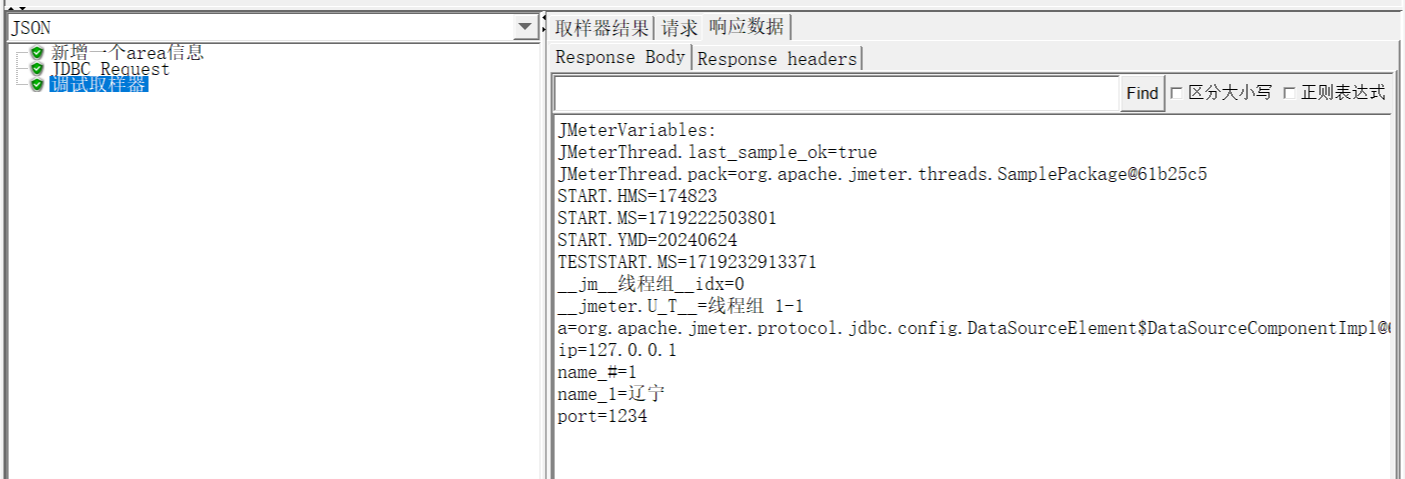 JSON
新增一个area信息
JDBC Request
调试取样器
取样器结果 请求 响应数据
Response Body Response headers
Find 区分大小写 正则表达式
JMeterVariables:
JMeterThread.last_sample_ok=true
JMeterThread.pack=org.apache.jmeter.threads.SamplePackage@61b25c5
START.HMS=174823
START.MS=1719222503801
START.YMD=20240624
TESTSTART.MS=1719232913371
__jm__线程组__idx=0
__jmeter.U_T__=线程组 1-1
a=org.apache.jmeter.protocol.jdbc.config.DataSourceElement$DataSourceComponentImpl@
ip=127.0.0.1
name_#=1
name_1=辽宁
port=1234